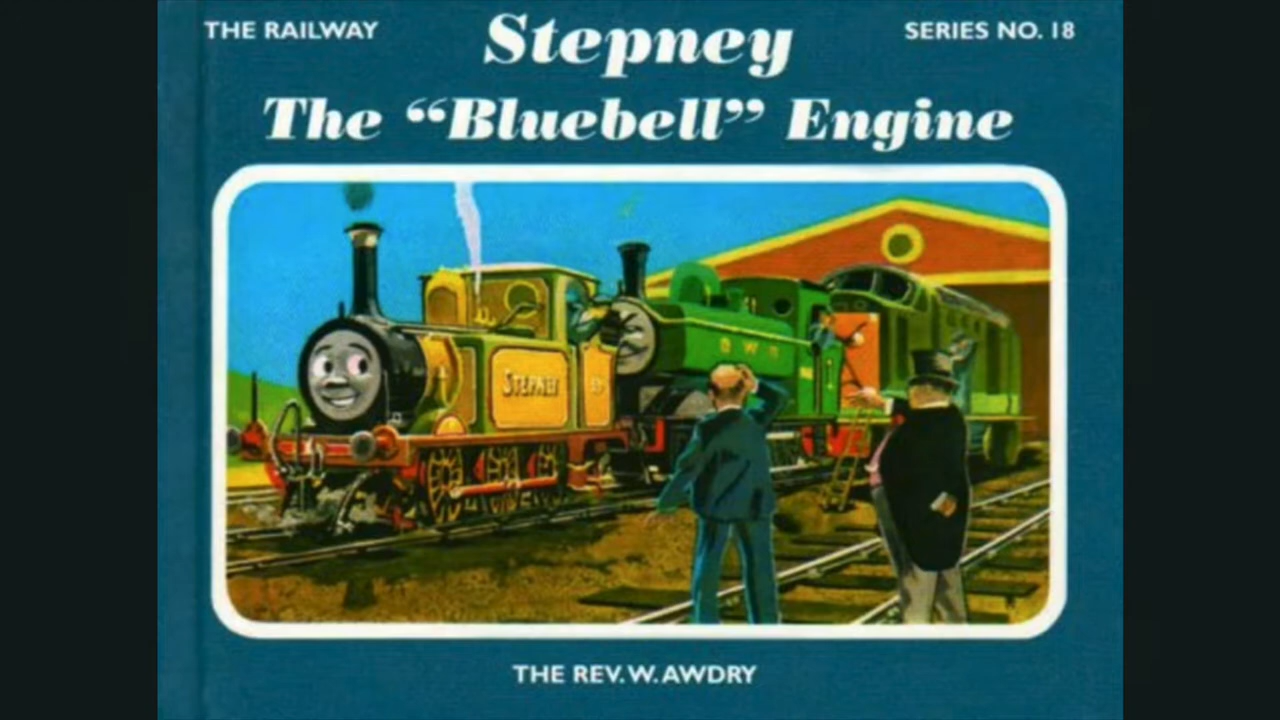 THE RAILWAY
SERIES NO. 18
Stepney
The “Bluebell” Engine
STEPNEY
G W R
THE REV. W. AWDRY